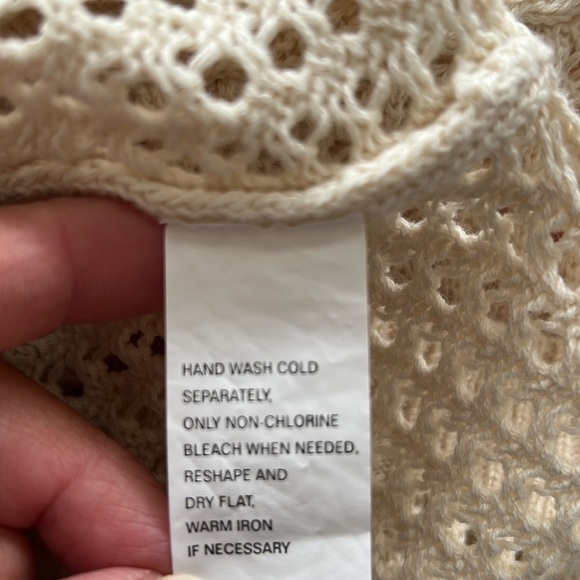 HAND WASH COLD
SEPARATELY,
ONLY NON-CHLORINE
BLEACH WHEN NEEDED,
RESHAPE AND
DRY FLAT,
WARM IRON
IF NECESSARY